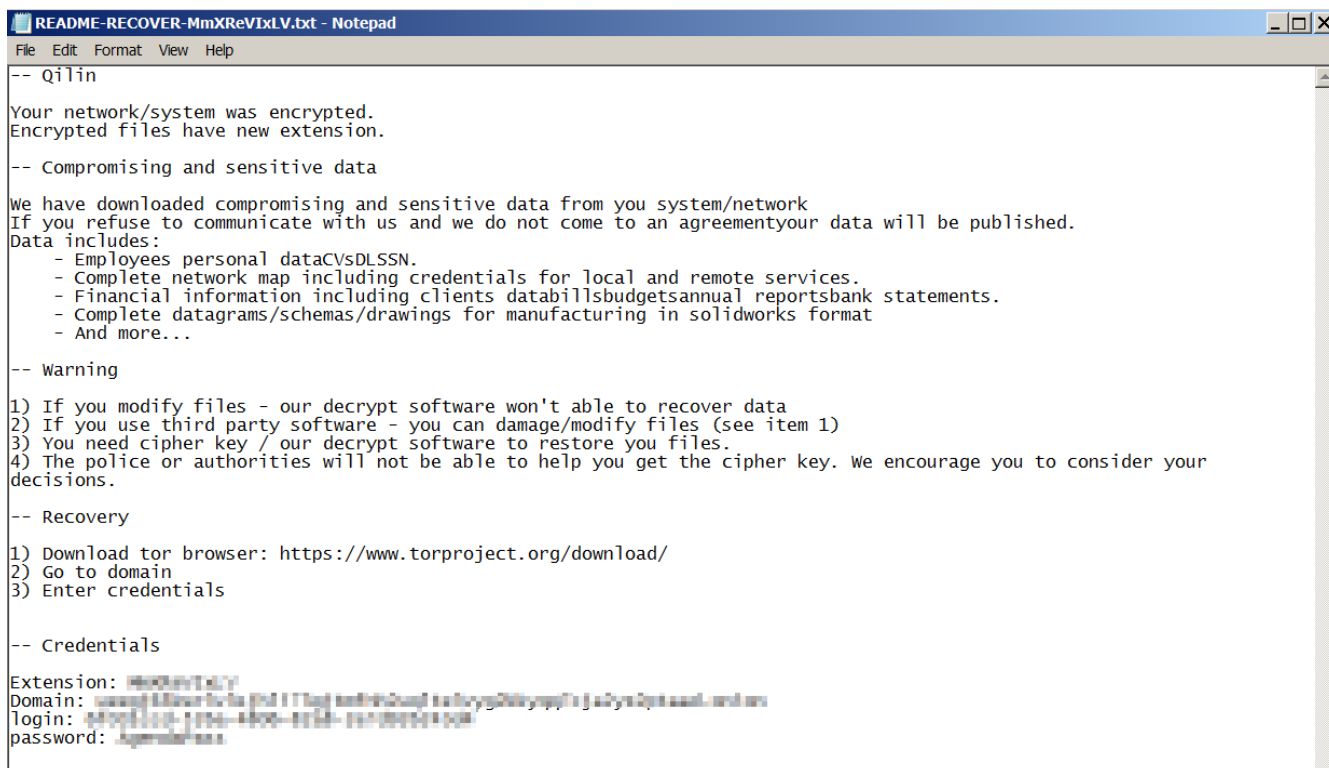 README-RECOVER-MmXReVIxLV.txt - Notepad
File Edit Format View Help
-- Qilin
Your network/system was encrypted.
Encrypted files have new extension.
-- Compromising and sensitive data
We have downloaded compromising and sensitive data from you system/network
If you refuse to communicate with us and we do not come to an agreementyour data will be published.
Data includes:
- Employees personal dataCVsDLSSN.
- Complete network map including credentials for local and remote services.
- Financial information including clients databillsbudgetsannual reportsbank statements.
- Complete datagrams/schemas/drawings for manufacturing in solidworks format
- And more...
-- Warning
1) If you modify files - our decrypt software won't able to recover data
2) If you use third party software - you can damage/modify files (see item 1)
3) You need cipher key / our decrypt software to restore you files.
4) The police or authorities will not be able to help you get the cipher key. We encourage you to consider your
decisions.
-- Recovery
1) Download tor browser: https://www.torproject.org/download/
2) Go to domain
3) Enter credentials
-- Credentials
Extension:
Domain:
login:
password: